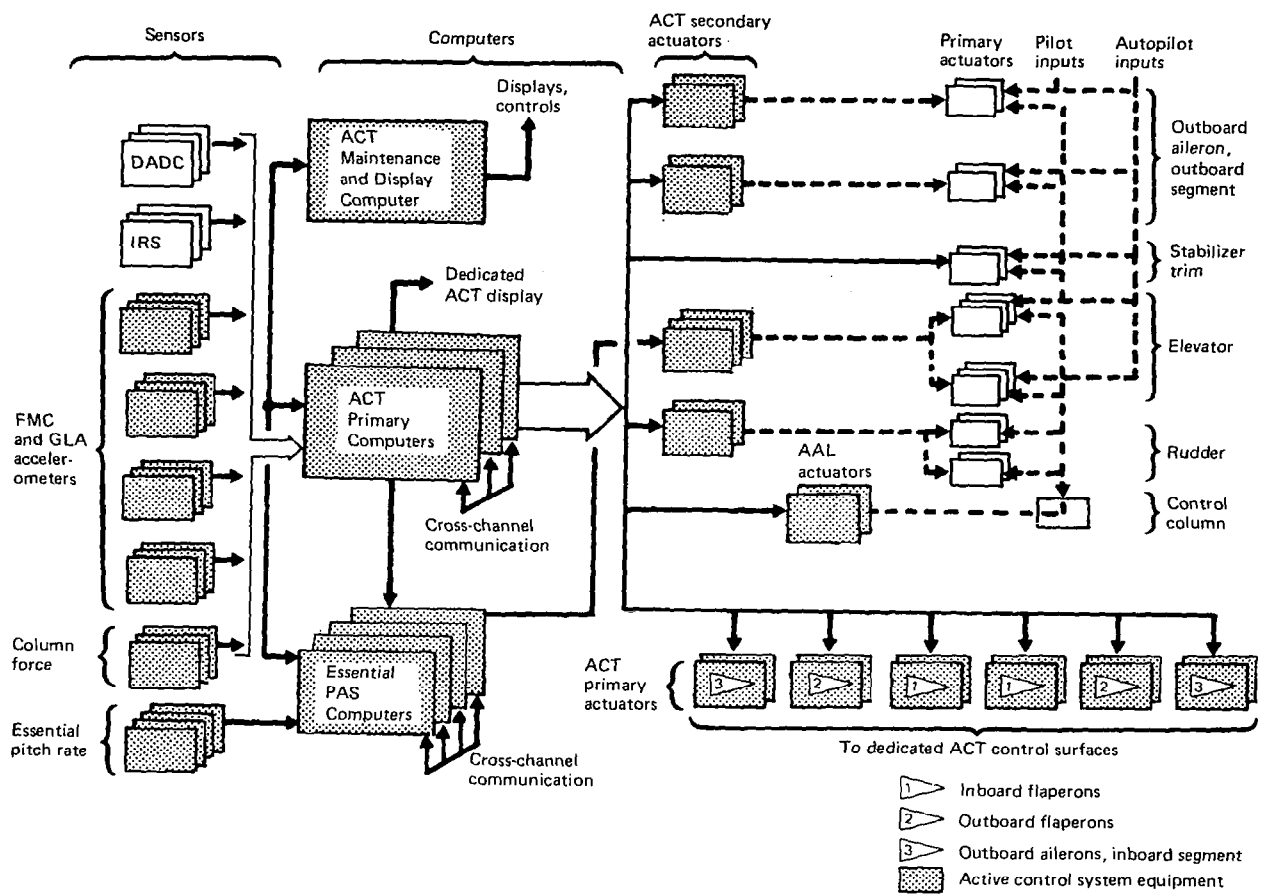 Sensors
Computers
ACT secondary
actuators
Primary
actuators
Pilot
inputs
Autopilot
inputs
Displays,
controls
DADC
ACT
Maintenance
and Display
Computer
Outboard
aileron,
outboard
segment
IRS
Stabilizer
trim
Dedicated
ACT display
Elevator
FMC
and GLA
acceler-
ometers
ACT
Primary
Computers
AAL
actuators
Rudder
Cross-channel
communication
Control
column
Column
force
Essential
PAS
Computers
ACT
primary
actuators
3
2
1
1
2
3
Essential
pitch rate
Cross-channel
communication
To dedicated ACT control surfaces
1 Inboard flaperons
2 Outboard flaperons
3 Outboard ailerons, inboard segment
Active control system equipment